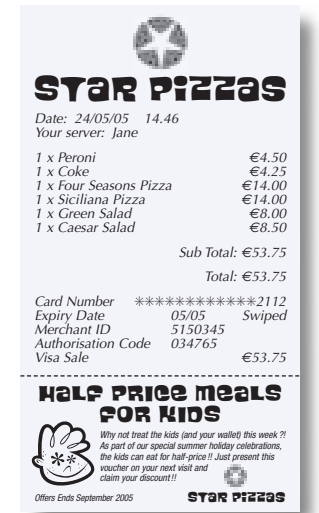 STAR PIZZAS
Date: 24/05/05 14.46
Your server: Jane
1 x Peroni €4.50
1 x Coke €4.25
1 x Four Seasons Pizza €14.00
1 x Siciliana Pizza €14.00
1 x Green Salad €8.00
1 x Caesar Salad €8.50
Sub Total: €53.75
Total: €53.75
Card Number ************2112
Expiry Date 05/05 Swiped
Merchant ID 5150345
Authorisation Code 034765
Visa Sale €53.75
HALF PRICE MEALS
FOR KIDS
Why not treat the kids (and your wallet) this week ?!
As part of our special summer holiday celebrations,
the kids can eat for half-price !! Just present this
voucher on your next visit and
claim your discount !!
Offers Ends September 2005
STAR PIZZAS